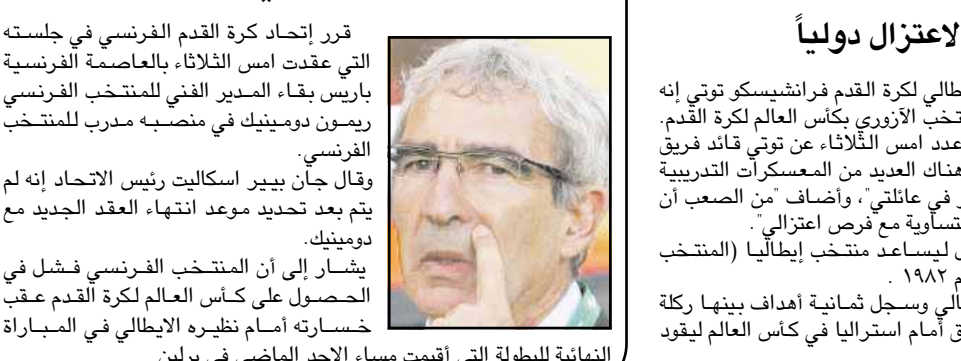 لاعتزال دولياً
طالي لكرة القدم فرانشيسكو توتي إنه
تخب الآزوري بكأس العالم لكرة القدم.
عدد امس الثلاثاء عن توتي قائد فريق
هناك العديد من المعسكرات التدريبية
ر في عائلتي"، وأضاف "من الصعب أن
تساوية مع فرص اعتزالي".
ى ليساعد منتخب إيطاليا (المنتخب
م ١٩٨٢ .
الي وسجل ثمانية أهداف بينها ركلة
ق أمام استراليا في كأس العالم ليقود
قرر إتحاد كرة القدم الفرنسي في جلسته
التي عقدت امس الثلاثاء بالعاصمة الفرنسية
باريس بقاء المدير الفني للمنتخب الفرنسي
ريمون دومينيك في منصبه مدرب للمنتخب
الفرنسي.
وقال جان بيير اسكاليت رئيس الاتحاد إنه لم
يتم بعد تحديد موعد انتهاء العقد الجديد مع
دومينيك.
يشار إلى أن المنتخب الفرنسي فشل في
الحصول على كأس العالم لكرة القدم عقب
خسارته أمام نظيره الايطالي في المباراة
النهائية للبطولة التي أقيمت مساء الاحد الماضي في برلين